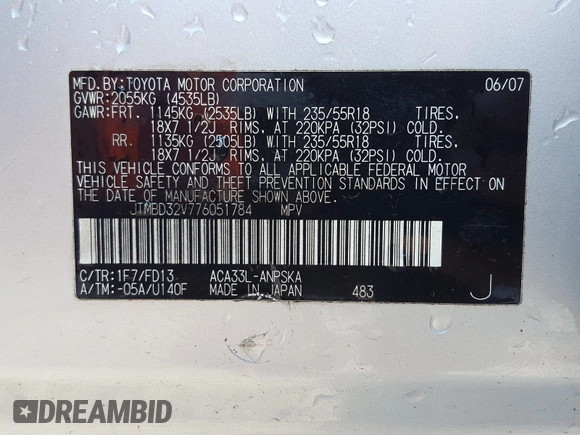 MFD.BY:TOYOTA MOTOR CORPORATION 06/07
GVWR:2055KG (4535LB)
GAWR:FRT. 1145KG (2535LB) WITH 235/55R18 TIRES,
18X7 1/2J RIMS, AT 220KPA (32PSI) COLD.
RR. 1135KG (2505LB) WITH 235/55R18 TIRES,
18X7 1/2J RIMS, AT 220KPA (32PSI) COLD.
THIS VEHICLE CONFORMS TO ALL APPLICABLE FEDERAL MOTOR
VEHICLE SAFETY AND THEFT PREVENTION STANDARDS IN EFFECT ON
THE DATE OF MANUFACTURE SHOWN ABOVE.
JTMBD32V776051784 MPV
C/TR:1F7/FD13 ACA33L-ANPSKA
A/TM:-05A/U140F MADE IN JAPAN 483 J
DREAMBID